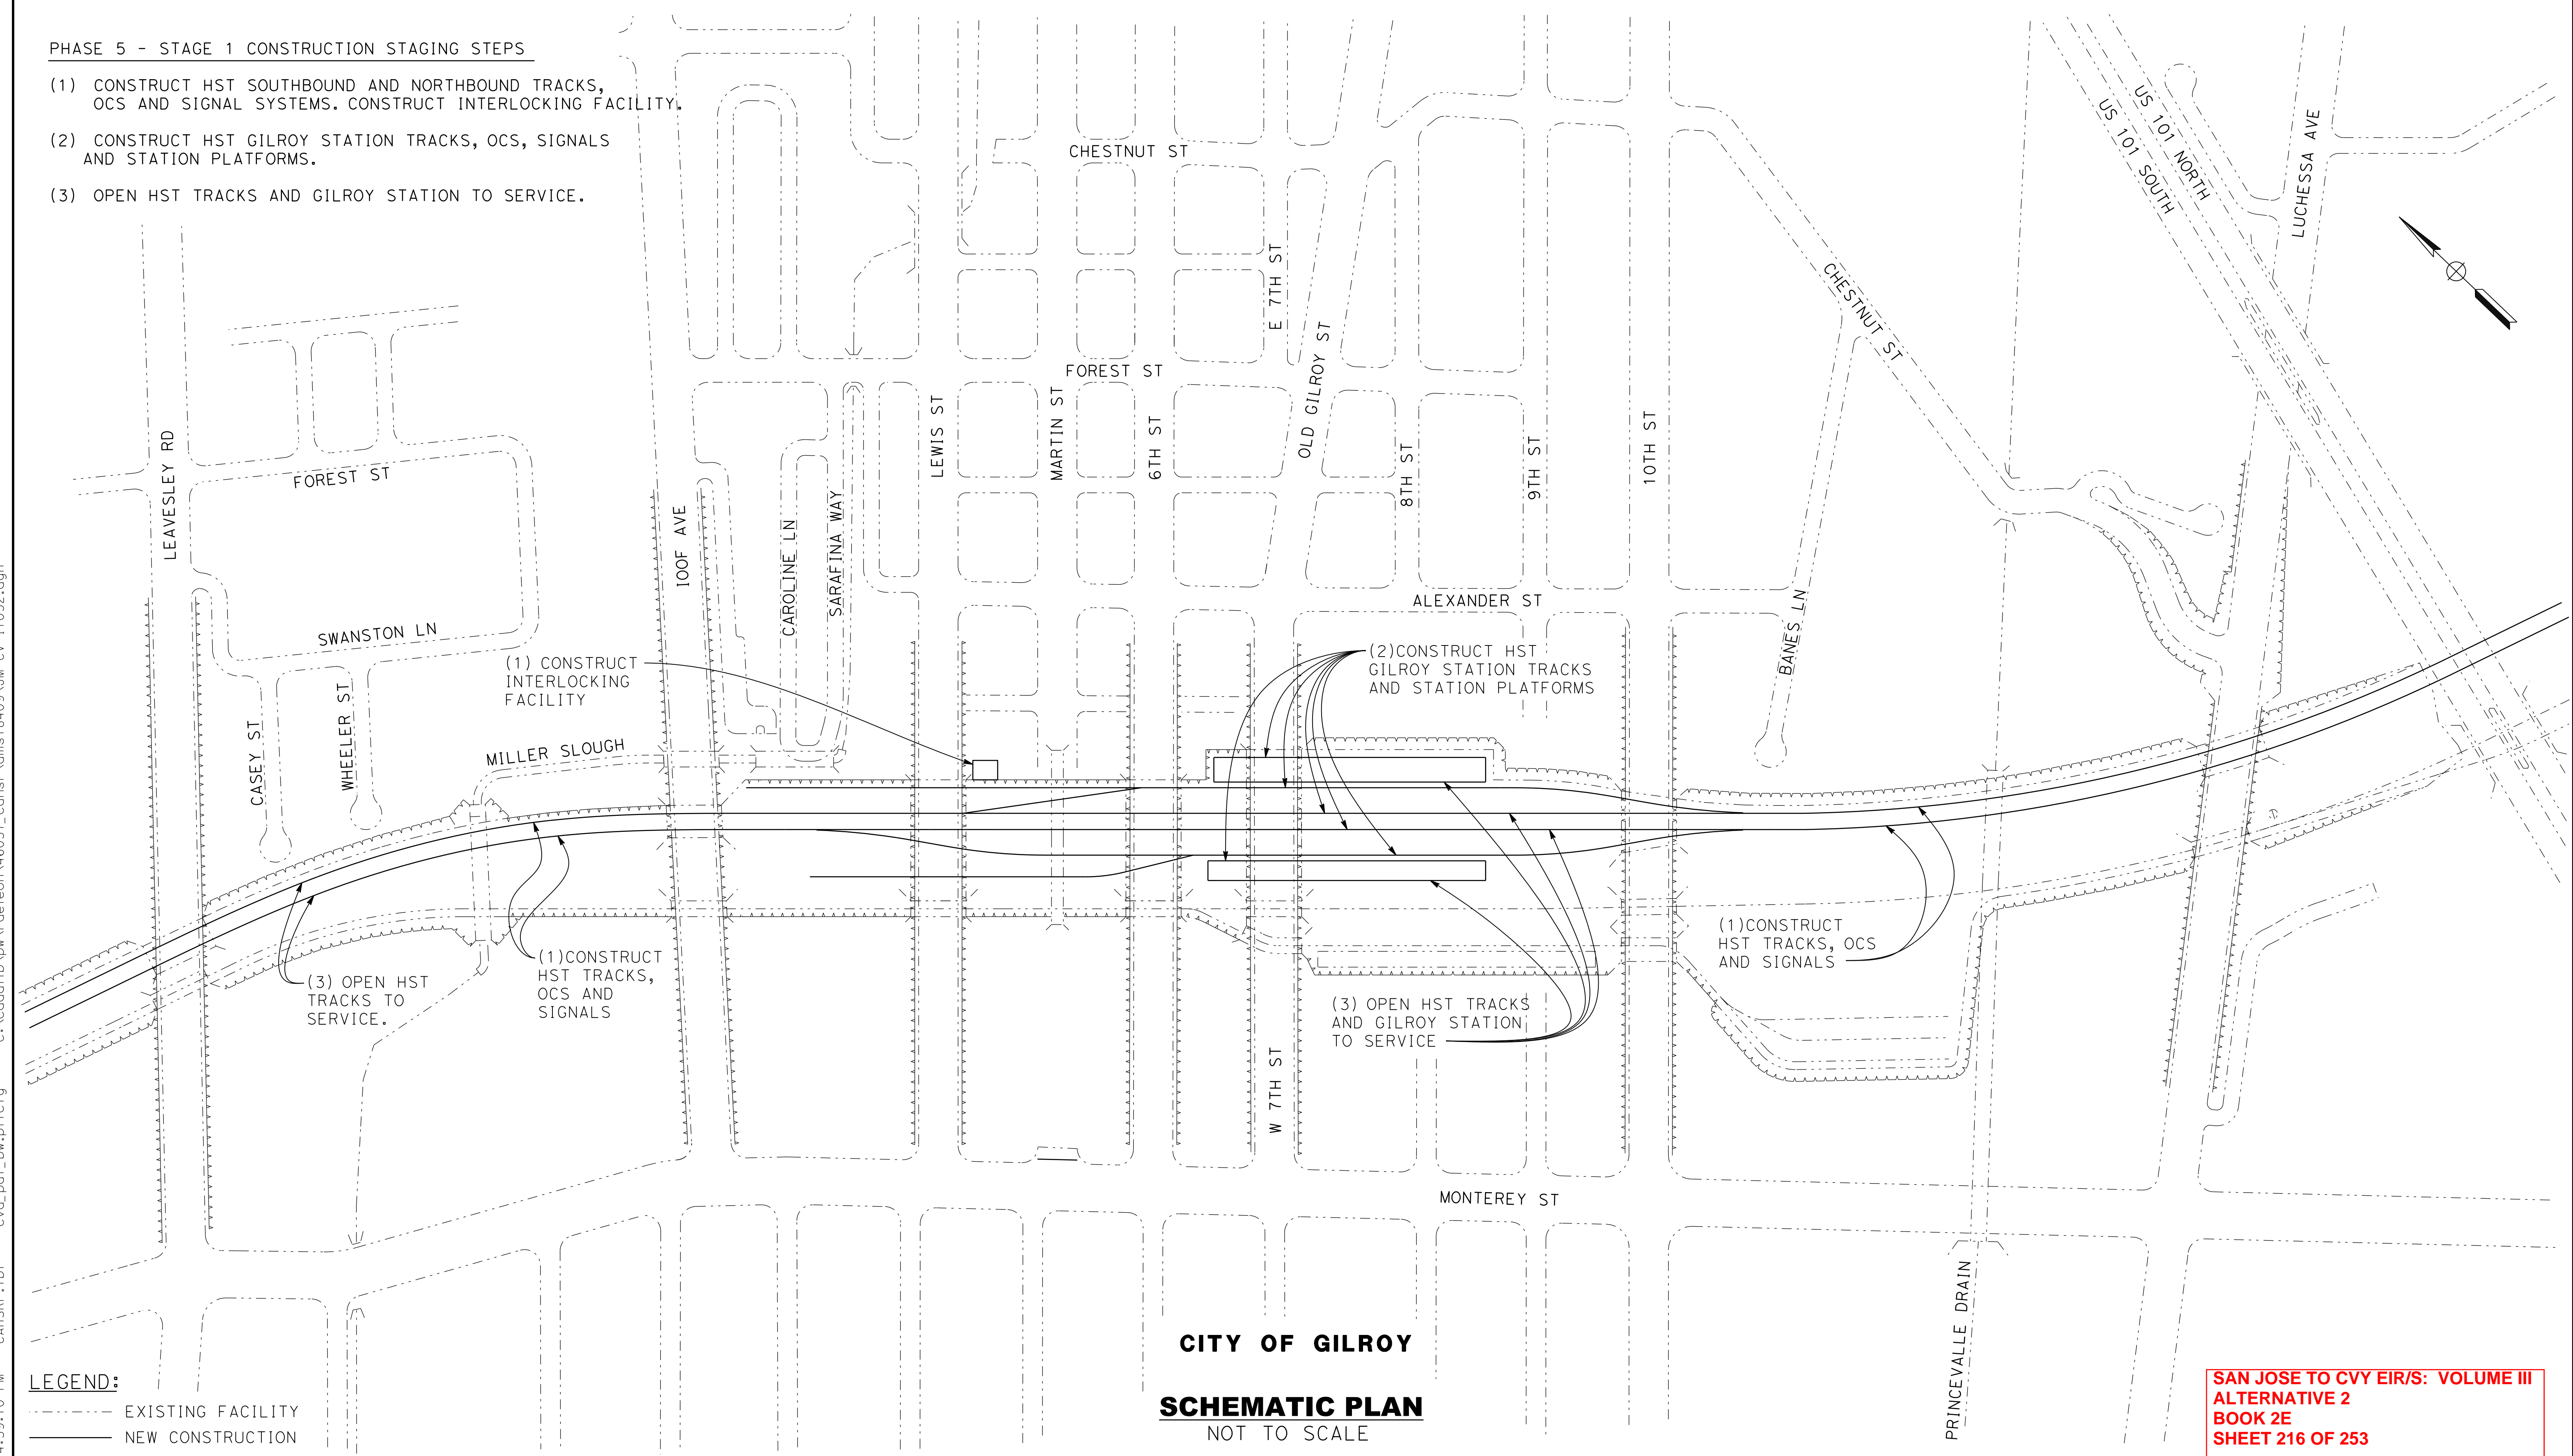 PHASE 5 - STAGE 1 CONSTRUCTION STAGING STEPS
(1) CONSTRUCT HST SOUTHBOUND AND NORTHBOUND TRACKS,
OCS AND SIGNAL SYSTEMS. CONSTRUCT INTERLOCKING FACILITY.
(2) CONSTRUCT HST GILROY STATION TRACKS, OCS, SIGNALS
AND STATION PLATFORMS.
(3) OPEN HST TRACKS AND GILROY STATION TO SERVICE.
CHESTNUT ST
US 101 NORTH
US 101 SOUTH
LUCHESSA AVE
E 7TH ST
CHESTNUT ST
OLD GILROY ST
FOREST ST
LEAVESLEY RD
FOREST ST
IOOF AVE
CAROLINE LN
SARAFINA WAY
LEWIS ST
MARTIN ST
6TH ST
8TH ST
9TH ST
10TH ST
ALEXANDER ST
BANES LN
SWANSTON LN
CASEY ST
WHEELER ST
MILLER SLOUGH
(1) CONSTRUCT
INTERLOCKING
FACILITY
(2)CONSTRUCT HST
GILROY STATION TRACKS
AND STATION PLATFORMS
(3) OPEN HST
TRACKS TO
SERVICE.
(1)CONSTRUCT
HST TRACKS,
OCS AND
SIGNALS
(3) OPEN HST TRACKS
AND GILROY STATION
TO SERVICE
(1)CONSTRUCT
HST TRACKS, OCS
AND SIGNALS
W 7TH ST
MONTEREY ST
PRINCEVALLE DRAIN
CITY OF GILROY
SCHEMATIC PLAN
NOT TO SCALE
LEGEND:
EXISTING FACILITY
NEW CONSTRUCTION
SAN JOSE TO CVY EIR/S: VOLUME III
ALTERNATIVE 2
BOOK 2E
SHEET 216 OF 253